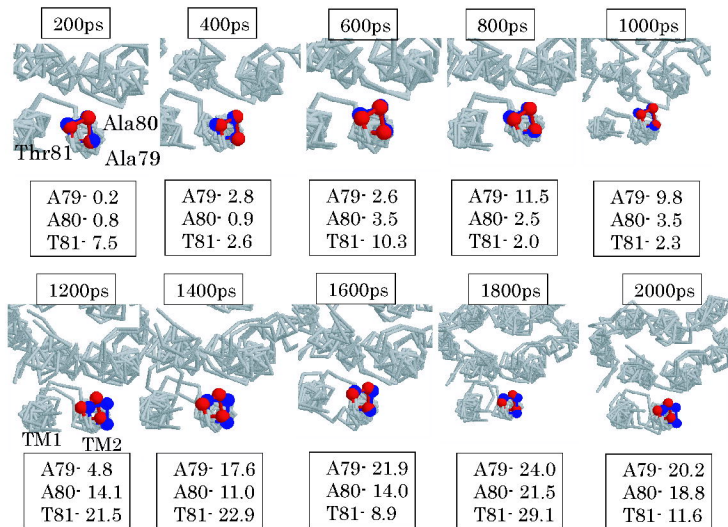 200ps
400ps
600ps
800ps
1000ps
Ala80
Thr81
Ala79
A79- 0.2
A80- 0.8
T81- 7.5
A79- 2.8
A80- 0.9
T81- 2.6
A79- 2.6
A80- 3.5
T81- 10.3
A79- 11.5
A80- 2.5
T81- 2.0
A79- 9.8
A80- 3.5
T81- 2.3
1200ps
1400ps
1600ps
1800ps
2000ps
TM1
TM2
A79- 4.8
A80- 14.1
T81- 21.5
A79- 17.6
A80- 11.0
T81- 22.9
A79- 21.9
A80- 14.0
T81- 8.9
A79- 24.0
A80- 21.5
T81- 29.1
A79- 20.2
A80- 18.8
T81- 11.6